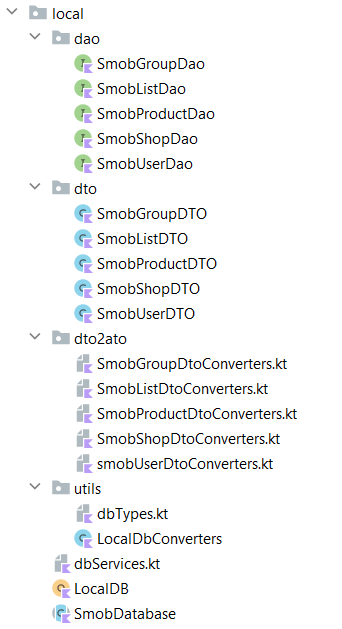 local
dao
SmobGroupDao
SmobListDao
SmobProductDao
SmobShopDao
SmobUserDao
dto
SmobGroupDTO
SmobListDTO
SmobProductDTO
SmobShopDTO
SmobUserDTO
dto2ato
SmobGroupDtoConverters.kt
SmobListDtoConverters.kt
SmobProductDtoConverters.kt
SmobShopDtoConverters.kt
smobUserDtoConverters.kt
utils
dbTypes.kt
LocalDbConverters
dbServices.kt
LocalDB
SmobDatabase